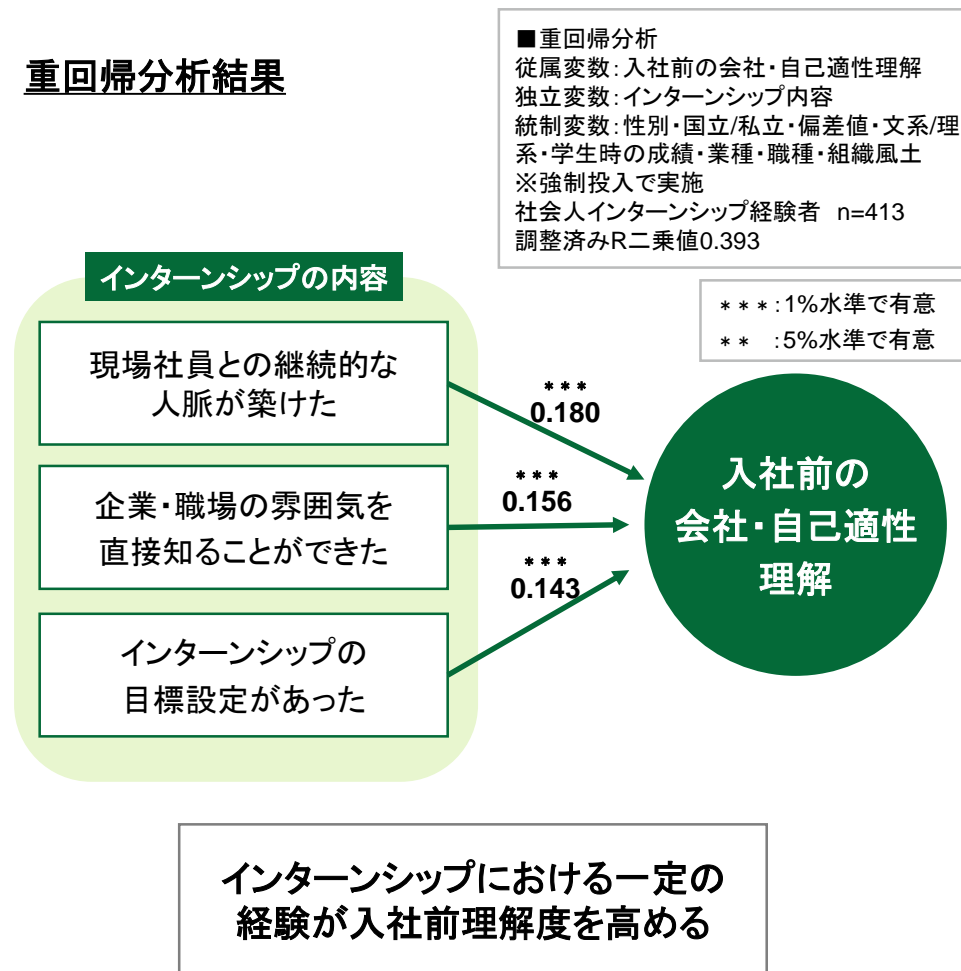 重回帰分析結果
■重回帰分析
従属変数:入社前の会社・自己適性理解
独立変数:インターンシップ内容
統制変数:性別・国立/私立・偏差値・文系/理
系・学生時の成績・業種・職種・組織風土
※強制投入で実施
社会人インターンシップ経験者 n=413
調整済みR二乗値0.393
***:1%水準で有意
** :5%水準で有意
インターンシップの内容
現場社員との継続的な
人脈が築けた
企業・職場の雰囲気を
直接知ることができた
インターンシップの
目標設定があった
***
0.180
***
0.156
***
0.143
入社前の
会社・自己適性
理解
インターンシップにおける一定の
経験が入社前理解度を高める